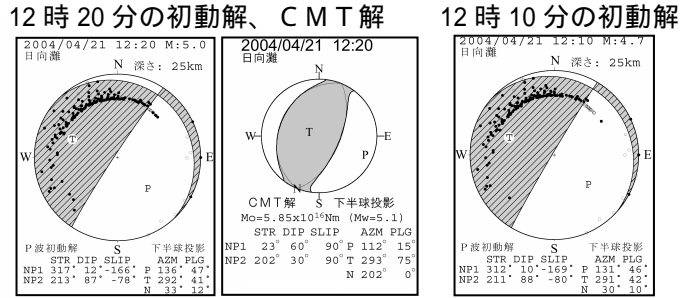 12 時 20 分の初動解、ＣＭＴ解
12 時 10 分の初動解
2004/04/21 12:20 M:5.0
日向灘
深さ: 25km
N
W
E
T
P
P 波初動解
下半球投影
STR DIP SLIP AZM PLG
NP1 317° 12° -166° P 136° 47°
NP2 213° 87° -78° T 292° 41°
N 33° 12°
2004/04/21 12:20
日向灘
N
W
E
T
P
N
S
ＣＭＴ解
下半球投影
Mo=5.85x10¹⁶Nm (Mw=5.1)
STR DIP SLIP AZM PLG
NP1 23° 60° 90° P 112° 15°
NP2 202° 30° 90° T 293° 75°
N 202° 0°
2004/04/21 12:10 M:4.7
日向灘
深さ: 25km
N
W
E
T
P
P 波初動解
下半球投影
STR DIP SLIP AZM PLG
NP1 312° 10° -169° P 131° 46°
NP2 211° 88° -80° T 291° 42°
N 30° 10°